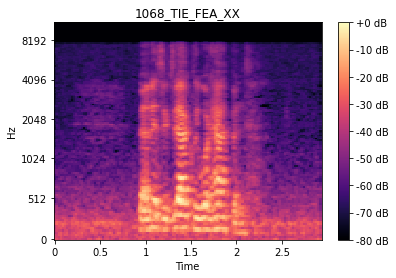 1068_TIE_FEA_XX
+0 dB
8192
-10 dB
4096
-20 dB
-30 dB
2048
Hz
-40 dB
1024
-50 dB
512
-60 dB
-70 dB
0
-80 dB
0 0.5 1 1.5 2 2.5
Time